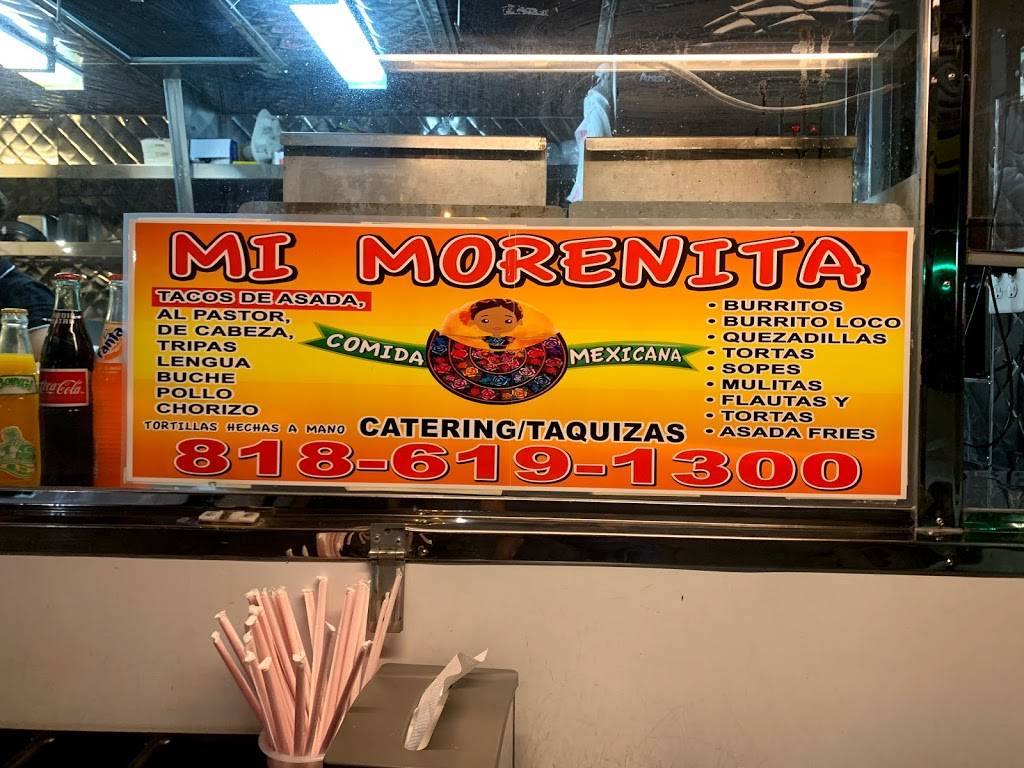 MI MORENITA
TACOS DE ASADA,
AL PASTOR,
DE CABEZA,
TRIPAS
LENGUA
BUCHE
POLLO
CHORIZO
TORTILLAS HECHAS A MANO
COMIDA MEXICANA
CATERING/TAQUIZAS
• BURRITOS
• BURRITO LOCO
• QUEZADILLAS
• TORTAS
• SOPES
• MULITAS
• FLAUTAS Y
• TORTAS
• ASADA FRIES
818-619-1300
Coca-Cola
Fanta